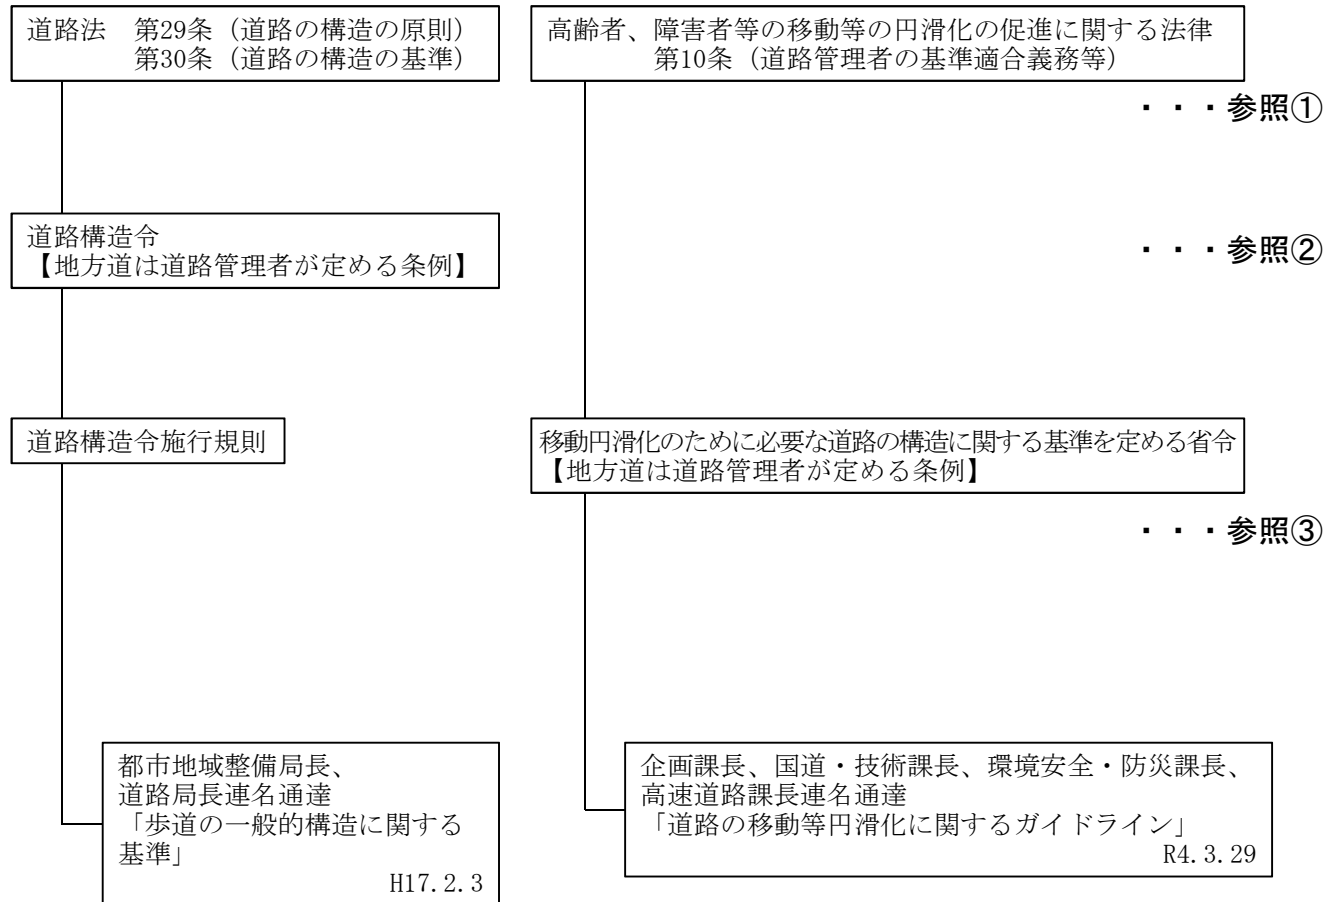 道路法　第29条（道路の構造の原則）
第30条（道路の構造の基準）
高齢者、障害者等の移動等の円滑化の促進に関する法律
第10条（道路管理者の基準適合義務等）
・・・参照①
道路構造令
【地方道は道路管理者が定める条例】
・・・参照②
道路構造令施行規則
移動円滑化のために必要な道路の構造に関する基準を定める省令
【地方道は道路管理者が定める条例】
・・・参照③
都市地域整備局長、
道路局長連名通達
「歩道の一般的構造に関する
基準」
H17.2.3
企画課長、国道・技術課長、環境安全・防災課長、
高速道路課長連名通達
「道路の移動等円滑化に関するガイドライン」
R4.3.29